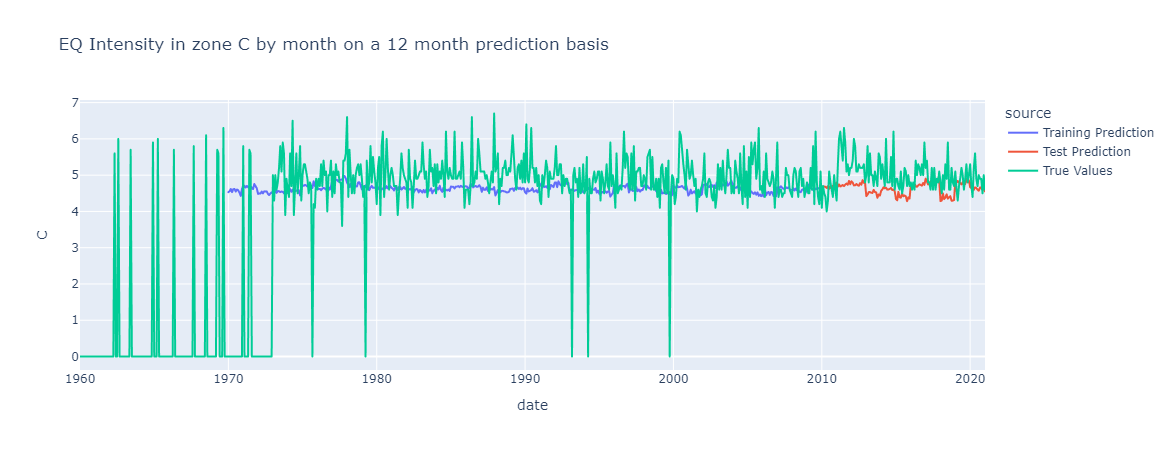 EQ Intensity in zone C by month on a 12 month prediction basis
source
Training Prediction
Test Prediction
True Values
7
6
5
4
3
2
1
0
C
1960
1970
1980
1990
2000
2010
2020
date